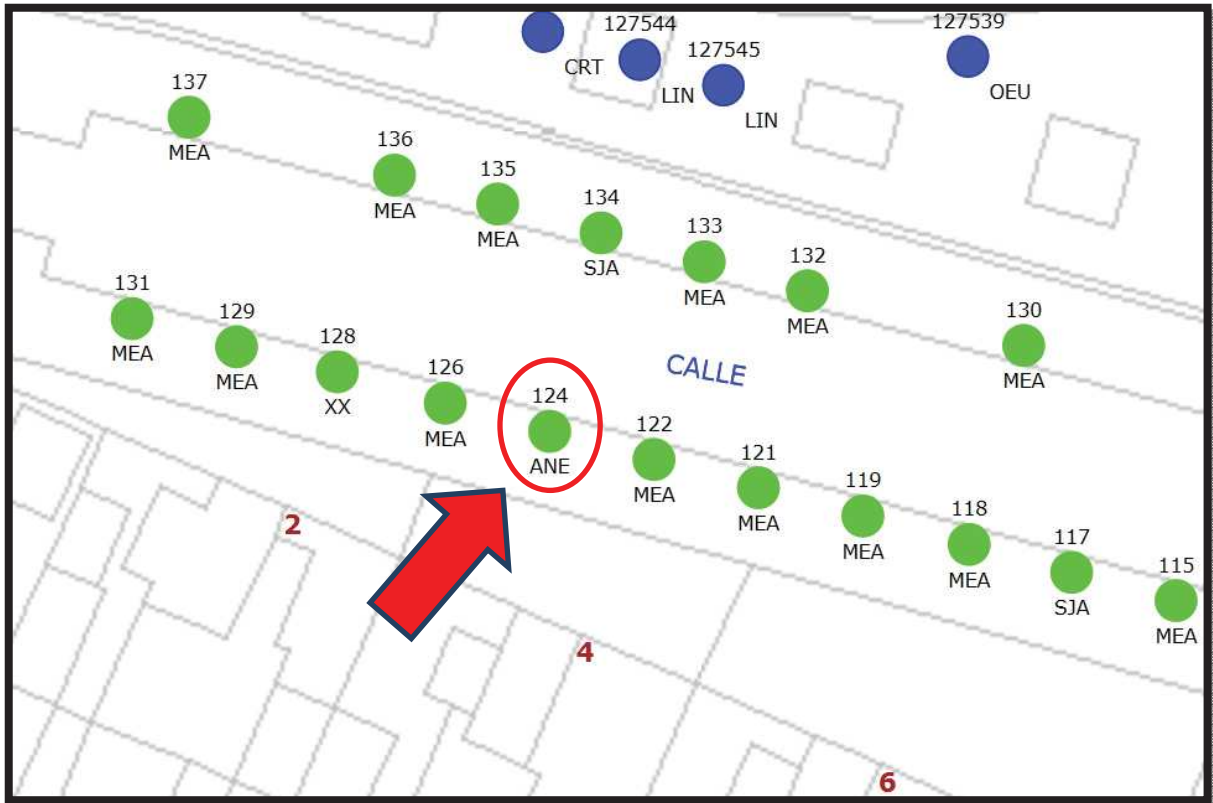 127544
127539
127545
CRT
LIN
OEU
LIN
137
MEA
136
MEA
135
MEA
134
SJA
133
MEA
132
MEA
130
MEA
131
MEA
129
MEA
128
XX
126
MEA
124
ANE
CALLE
122
MEA
121
MEA
119
MEA
118
MEA
117
SJA
115
MEA
2
4
6